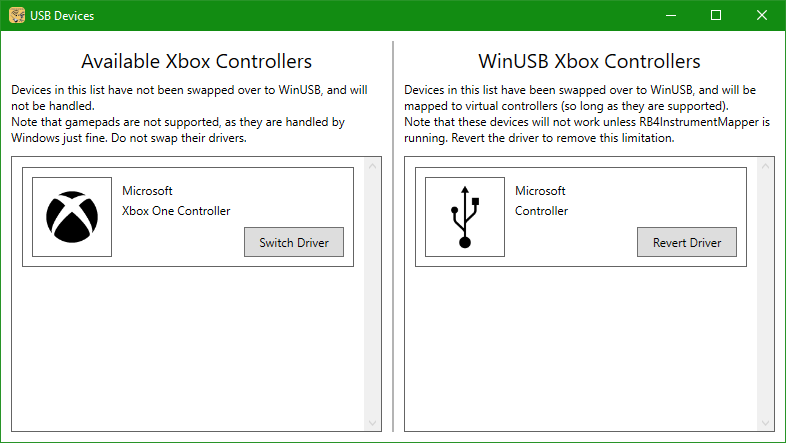 USB Devices
Available Xbox Controllers
Devices in this list have not been swapped over to WinUSB, and will
not be handled.
Note that gamepads are not supported, as they are handled by
Windows just fine. Do not swap their drivers.
Microsoft
Xbox One Controller
Switch Driver
WinUSB Xbox Controllers
Devices in this list have been swapped over to WinUSB, and will be
mapped to virtual controllers (so long as they are supported).
Note that these devices will not work unless RB4InstrumentMapper is
running. Revert the driver to remove this limitation.
Microsoft
Controller
Revert Driver